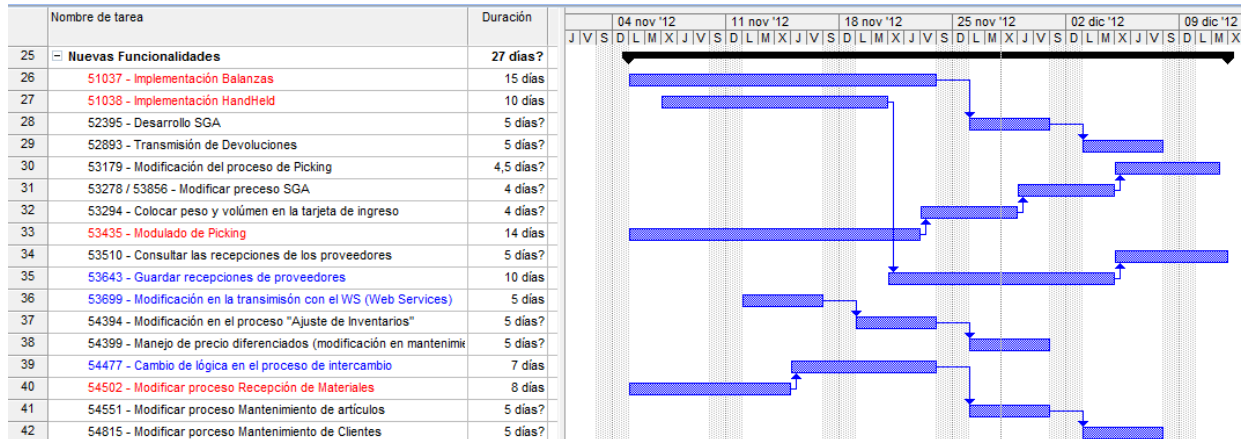 Nombre de tarea Duración 04 nov '12 11 nov '12 18 nov '12 25 nov '12 02 dic '12 09 dic '12
J V S D L M X J V S D L M X J V S D L M X J V S D L M X J V S D L M X J V S D L M X
25 Nuevas Funcionalidades 27 días?
26 51037 - Implementación Balanzas 15 días
27 51038 - Implementación HandHeld 10 días
28 52395 - Desarrollo SGA 5 días?
29 52893 - Transmisión de Devoluciones 5 días?
30 53179 - Modificación del proceso de Picking 4,5 días?
31 53278 / 53856 - Modificar preceso SGA 4 días?
32 53294 - Colocar peso y volúmen en la tarjeta de ingreso 4 días?
33 53435 - Modulado de Picking 14 días
34 53510 - Consultar las recepciones de los proveedores 5 días?
35 53643 - Guardar recepciones de proveedores 10 días
36 53699 - Modificación en la transimisón con el WS (Web Services) 5 días
37 54394 - Modificación en el proceso "Ajuste de Inventarios" 5 días?
38 54399 - Manejo de precio diferenciados (modificación en mantenimie 5 días?
39 54477 - Cambio de lógica en el proceso de intercambio 7 días
40 54502 - Modificar proceso Recepción de Materiales 8 días
41 54551 - Modificar proceso Mantenimiento de artículos 5 días?
42 54815 - Modificar porceso Mantenimiento de Clientes 5 días?